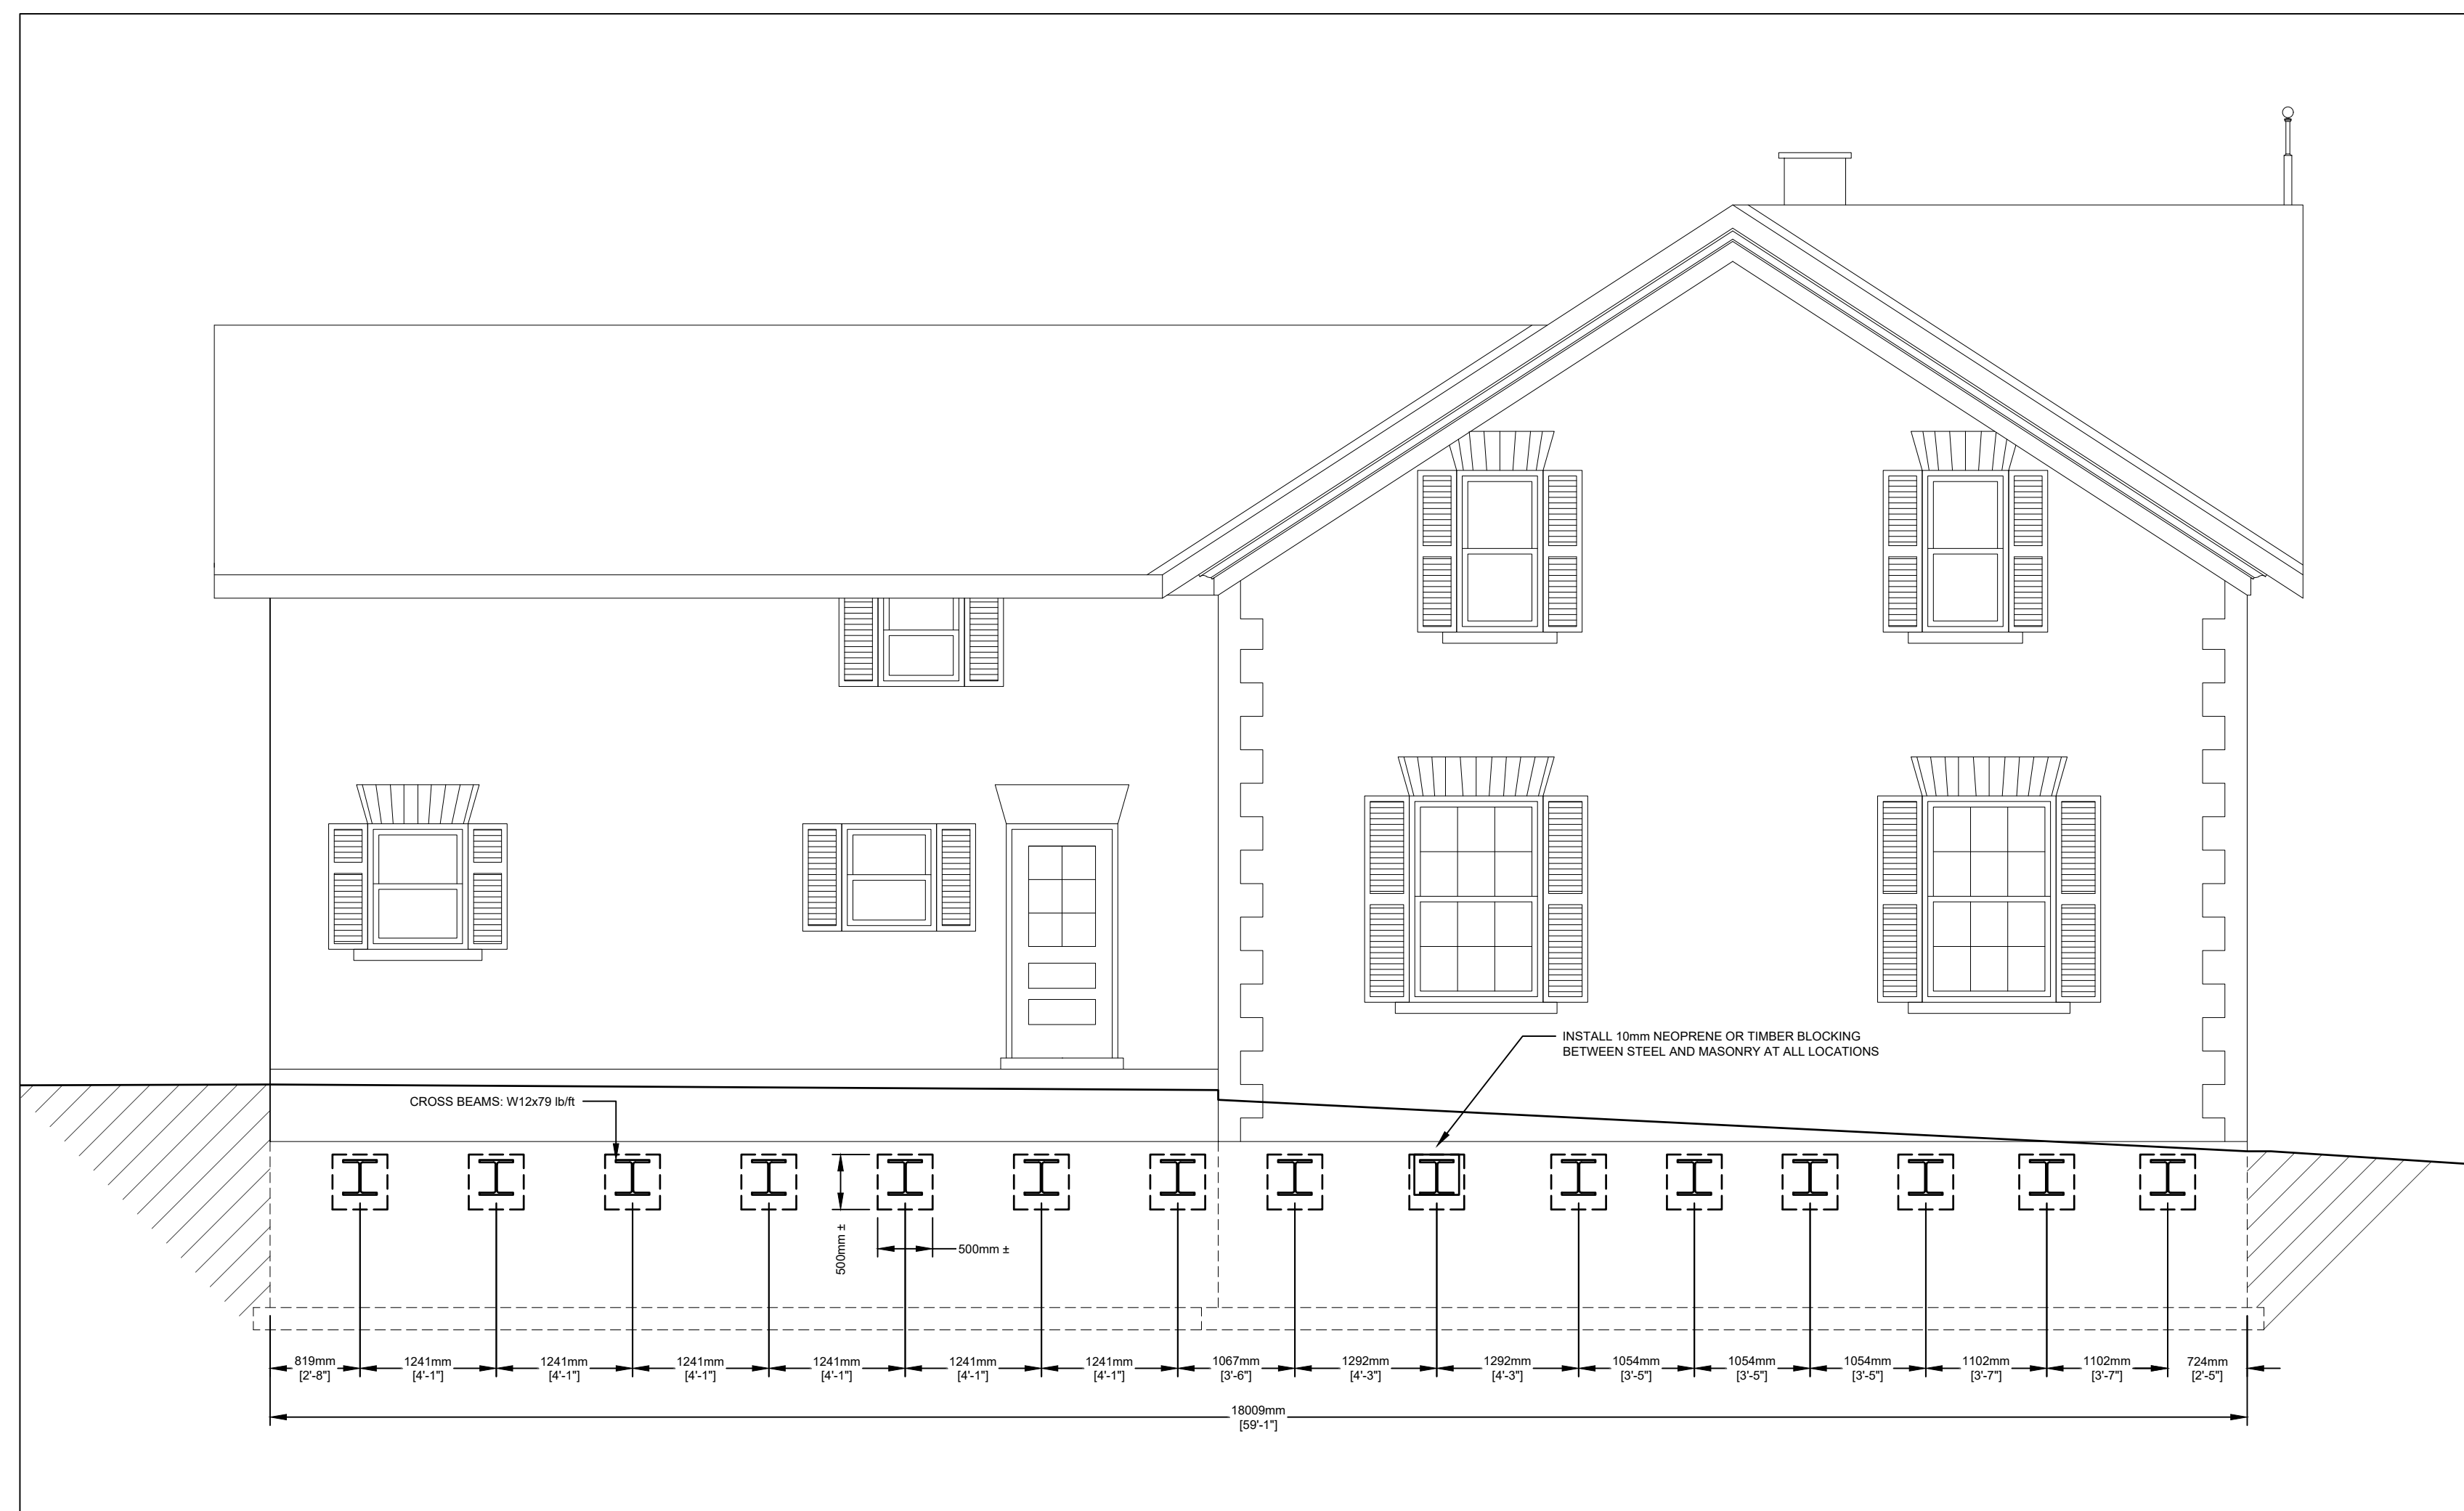 INSTALL 10mm NEOPRENE OR TIMBER BLOCKING
BETWEEN STEEL AND MASONRY AT ALL LOCATIONS
CROSS BEAMS: W12x79 lb/ft
500mm ±
500mm ±
819mm
[2'-8"]
1241mm
[4'-1"]
1241mm
[4'-1"]
1241mm
[4'-1"]
1241mm
[4'-1"]
1241mm
[4'-1"]
1241mm
[4'-1"]
1067mm
[3'-6"]
1292mm
[4'-3"]
1292mm
[4'-3"]
1054mm
[3'-5"]
1054mm
[3'-5"]
1054mm
[3'-5"]
1102mm
[3'-7"]
1102mm
[3'-7"]
724mm
[2'-5"]
18009mm
[59'-1"]